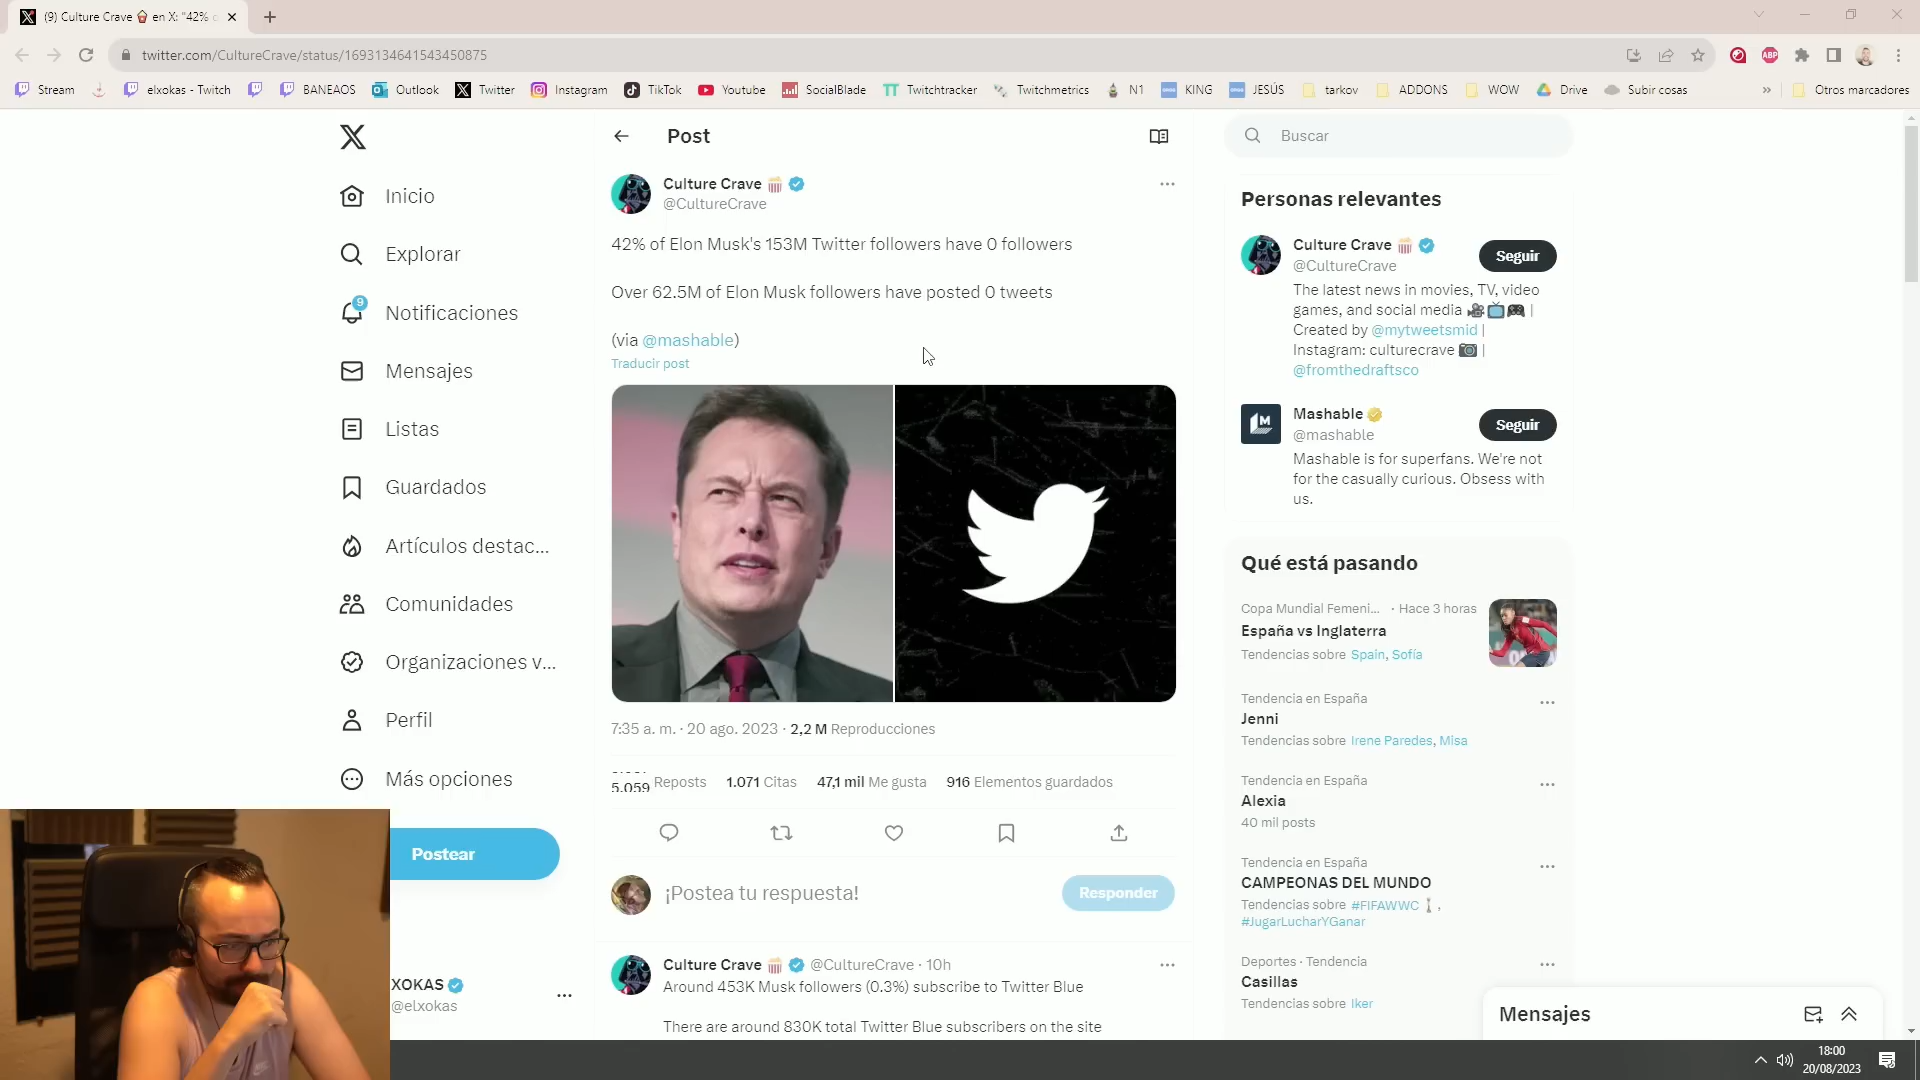 (9) Culture Crave 🍿 en X: "42%
twitter.com/CultureCrave/status/1693134641543450875
Stream
elxokas - Twitch
BANEAOS
Outlook
Twitter
Instagram
TikTok
Youtube
SocialBlade
Twitchtracker
Twitchmetrics
N1
KING
JESÚS
tarkov
ADDONS
WOW
Drive
Subir cosas
»
Otros marcadores
ABP
Inicio
Explorar
9
Notificaciones
Mensajes
Listas
Guardados
Artículos destac...
Comunidades
Organizaciones v...
Perfil
Más opciones
Postear
XOKAS
@elxokas
Post
Culture Crave 🍿
@CultureCrave
42% of Elon Musk's 153M Twitter followers have 0 followers
Over 62.5M of Elon Musk followers have posted 0 tweets
(via @mashable)
Traducir post
7:35 a. m. · 20 ago. 2023 · 2,2 M Reproducciones
5.059 Reposts 1.071 Citas 47,1 mil Me gusta 916 Elementos guardados
¡Postea tu respuesta!
Responder
Culture Crave 🍿 @CultureCrave · 10h
Around 453K Musk followers (0.3%) subscribe to Twitter Blue
There are around 830K total Twitter Blue subscribers on the site
Buscar
Personas relevantes
Culture Crave 🍿
@CultureCrave
Seguir
The latest news in movies, TV, video
games, and social media 🎥📺🎮 |
Created by @mytweetsmid |
Instagram: culturecrave 📷 |
@fromthedraftsco
M
Mashable
@mashable
Seguir
Mashable is for superfans. We're not
for the casually curious. Obsess with
us.
Qué está pasando
Copa Mundial Femeni... · Hace 3 horas
España vs Inglaterra
Tendencias sobre Spain, Sofía
Tendencia en España
Jenni
Tendencias sobre Irene Paredes, Misa
Tendencia en España
Alexia
40 mil posts
Tendencia en España
CAMPEONAS DEL MUNDO
Tendencias sobre #FIFAWWC,
#JugarLucharYGanar
Deportes · Tendencia
Casillas
Tendencias sobre Iker
Mensajes
18:00
20/08/2023